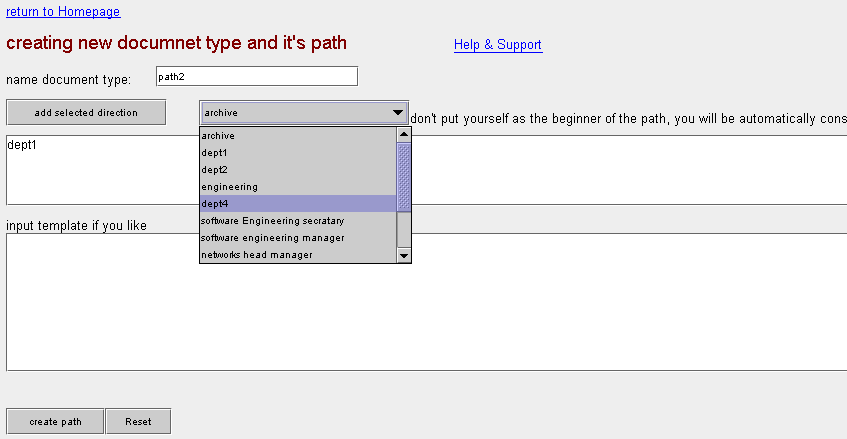 return to Homepage
creating new documnet type and it's path
Help & Support
name document type:
path2
add selected direction
archive
don't put yourself as the beginner of the path, you will be automatically cons
archive
dept1
dept2
engineering
dept4
software Engineering secratary
software engineering manager
networks head manager
dept1
input template if you like
create path
Reset